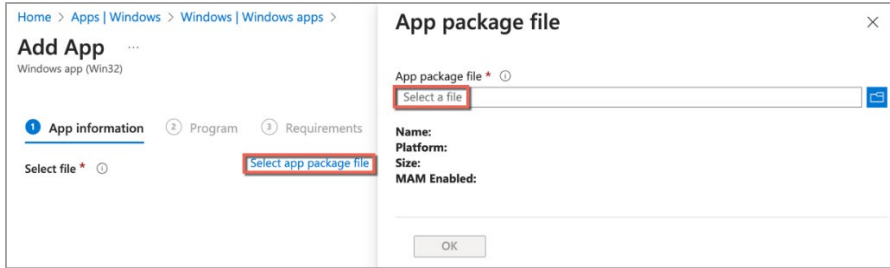 Home > Apps | Windows > Windows | Windows apps >
Add App ...
Windows app (Win32)
1 App information 2 Program 3 Requirements
Select file * Select app package file
App package file
App package file *
Select a file
Name:
Platform:
Size:
MAM Enabled:
OK